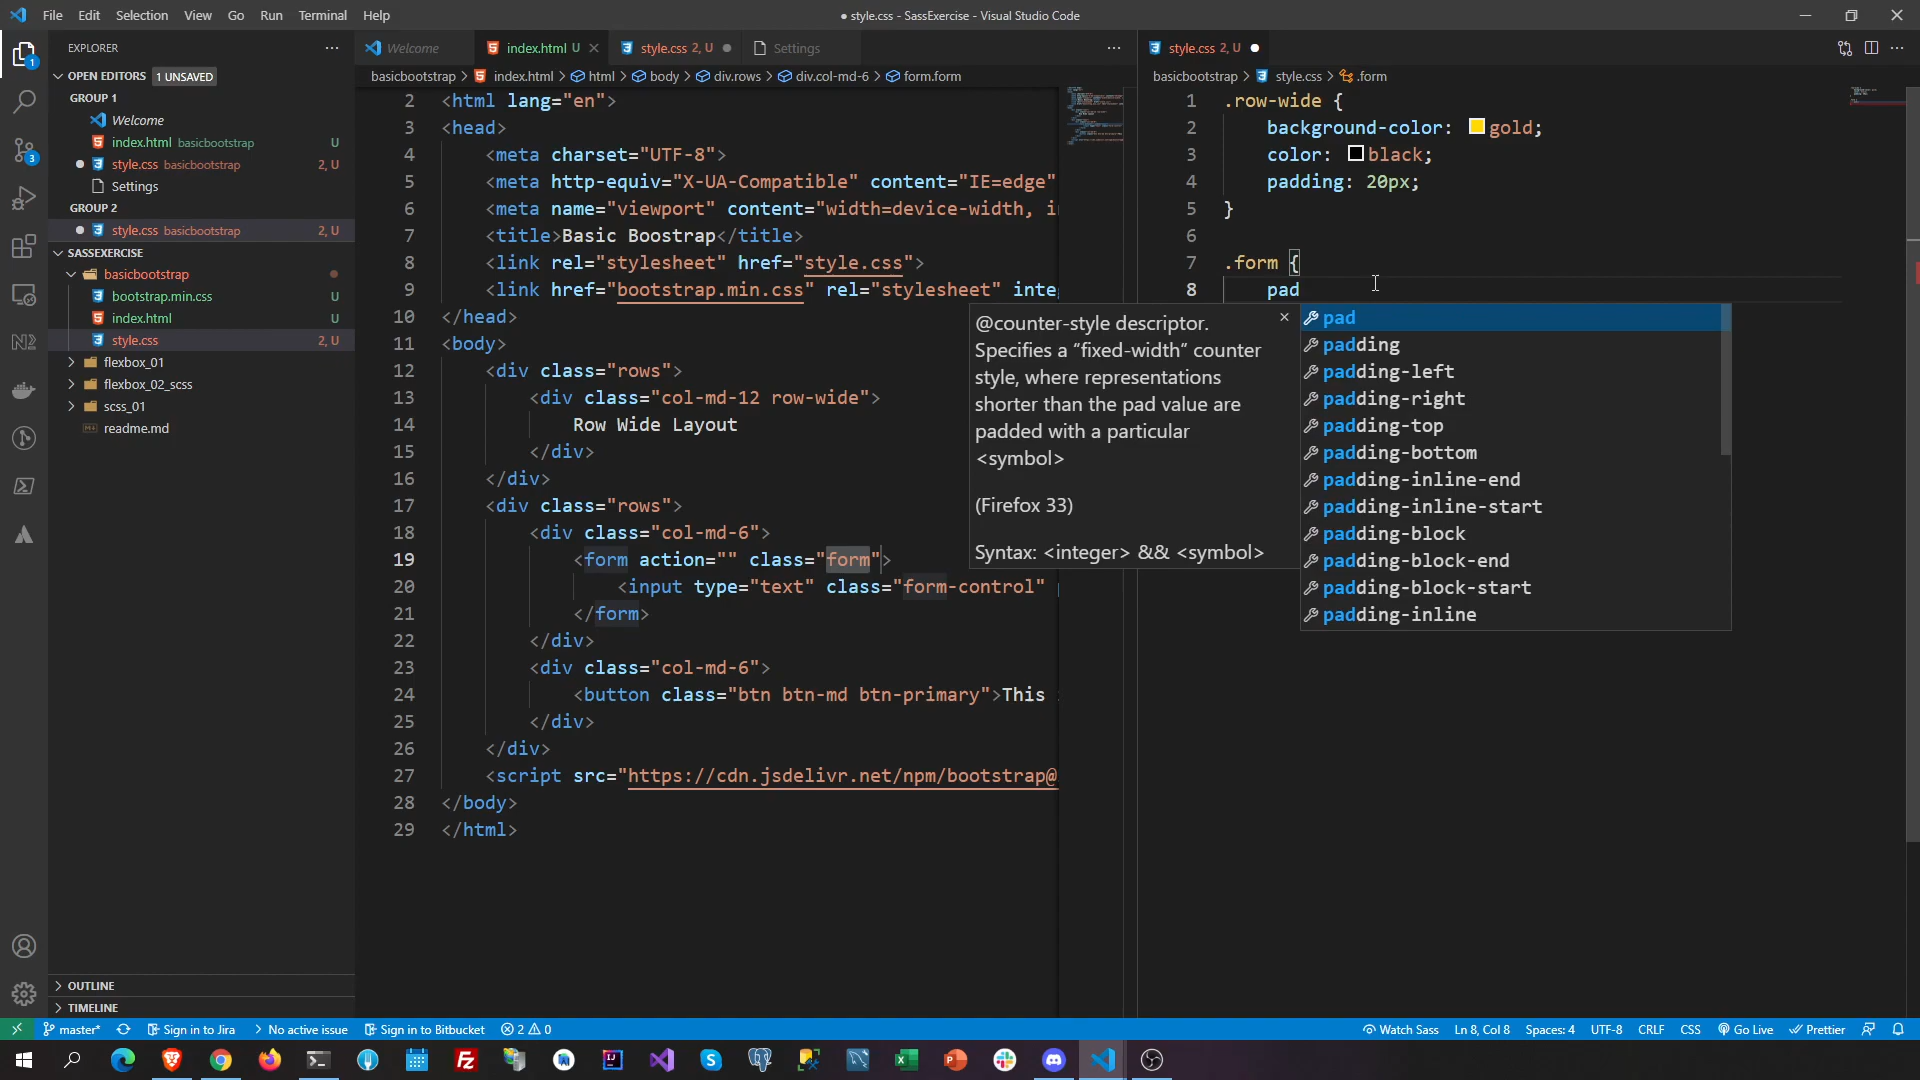 File Edit Selection View Go Run Terminal Help
● style.css - SassExercise - Visual Studio Code
EXPLORER
OPEN EDITORS 1 UNSAVED
GROUP 1
Welcome
index.html basicbootstrap U
style.css basicbootstrap 2, U
Settings
GROUP 2
style.css basicbootstrap 2, U
SASSEXERCISE
basicbootstrap
bootstrap.min.css U
index.html U
style.css 2, U
flexbox_01
flexbox_02_scss
scss_01
readme.md
OUTLINE
TIMELINE
1
3
Welcome index.html U style.css 2, U Settings
basicbootstrap > index.html > html > body > div.rows > div.col-md-6 > form.form
2 <html lang="en">
3 <head>
4 <meta charset="UTF-8">
5 <meta http-equiv="X-UA-Compatible" content="IE=edge"
6 <meta name="viewport" content="width=device-width,
7 <title>Basic Boostrap</title>
8 <link rel="stylesheet" href="style.css">
9 <link href="bootstrap.min.css" rel="stylesheet" inte
10 </head>
11 <body>
12 <div class="rows">
13 <div class="col-md-12 row-wide">
14 Row Wide Layout
15 </div>
16 </div>
17 <div class="rows">
18 <div class="col-md-6">
19 <form action="" class="form">
20 <input type="text" class="form-control"
21 </form>
22 </div>
23 <div class="col-md-6">
24 <button class="btn btn-md btn-primary">This
25 </div>
26 </div>
27 <script src="https://cdn.jsdelivr.net/npm/bootstrap@
28 </body>
29 </html>
style.css 2, U
basicbootstrap > style.css > .form
1 .row-wide {
2 background-color: gold;
3 color: black;
4 padding: 20px;
5 }
6
7 .form {
8 pad
@counter-style descriptor.
Specifies a “fixed-width” counter
style, where representations
shorter than the pad value are
padded with a particular
<symbol>
(Firefox 33)
Syntax: <integer> && <symbol>
pad
padding
padding-left
padding-right
padding-top
padding-bottom
padding-inline-end
padding-inline-start
padding-block
padding-block-end
padding-block-start
padding-inline
master* Sign in to Jira No active issue Sign in to Bitbucket 2 0
Watch Sass Ln 8, Col 8 Spaces: 4 UTF-8 CRLF CSS Go Live Prettier